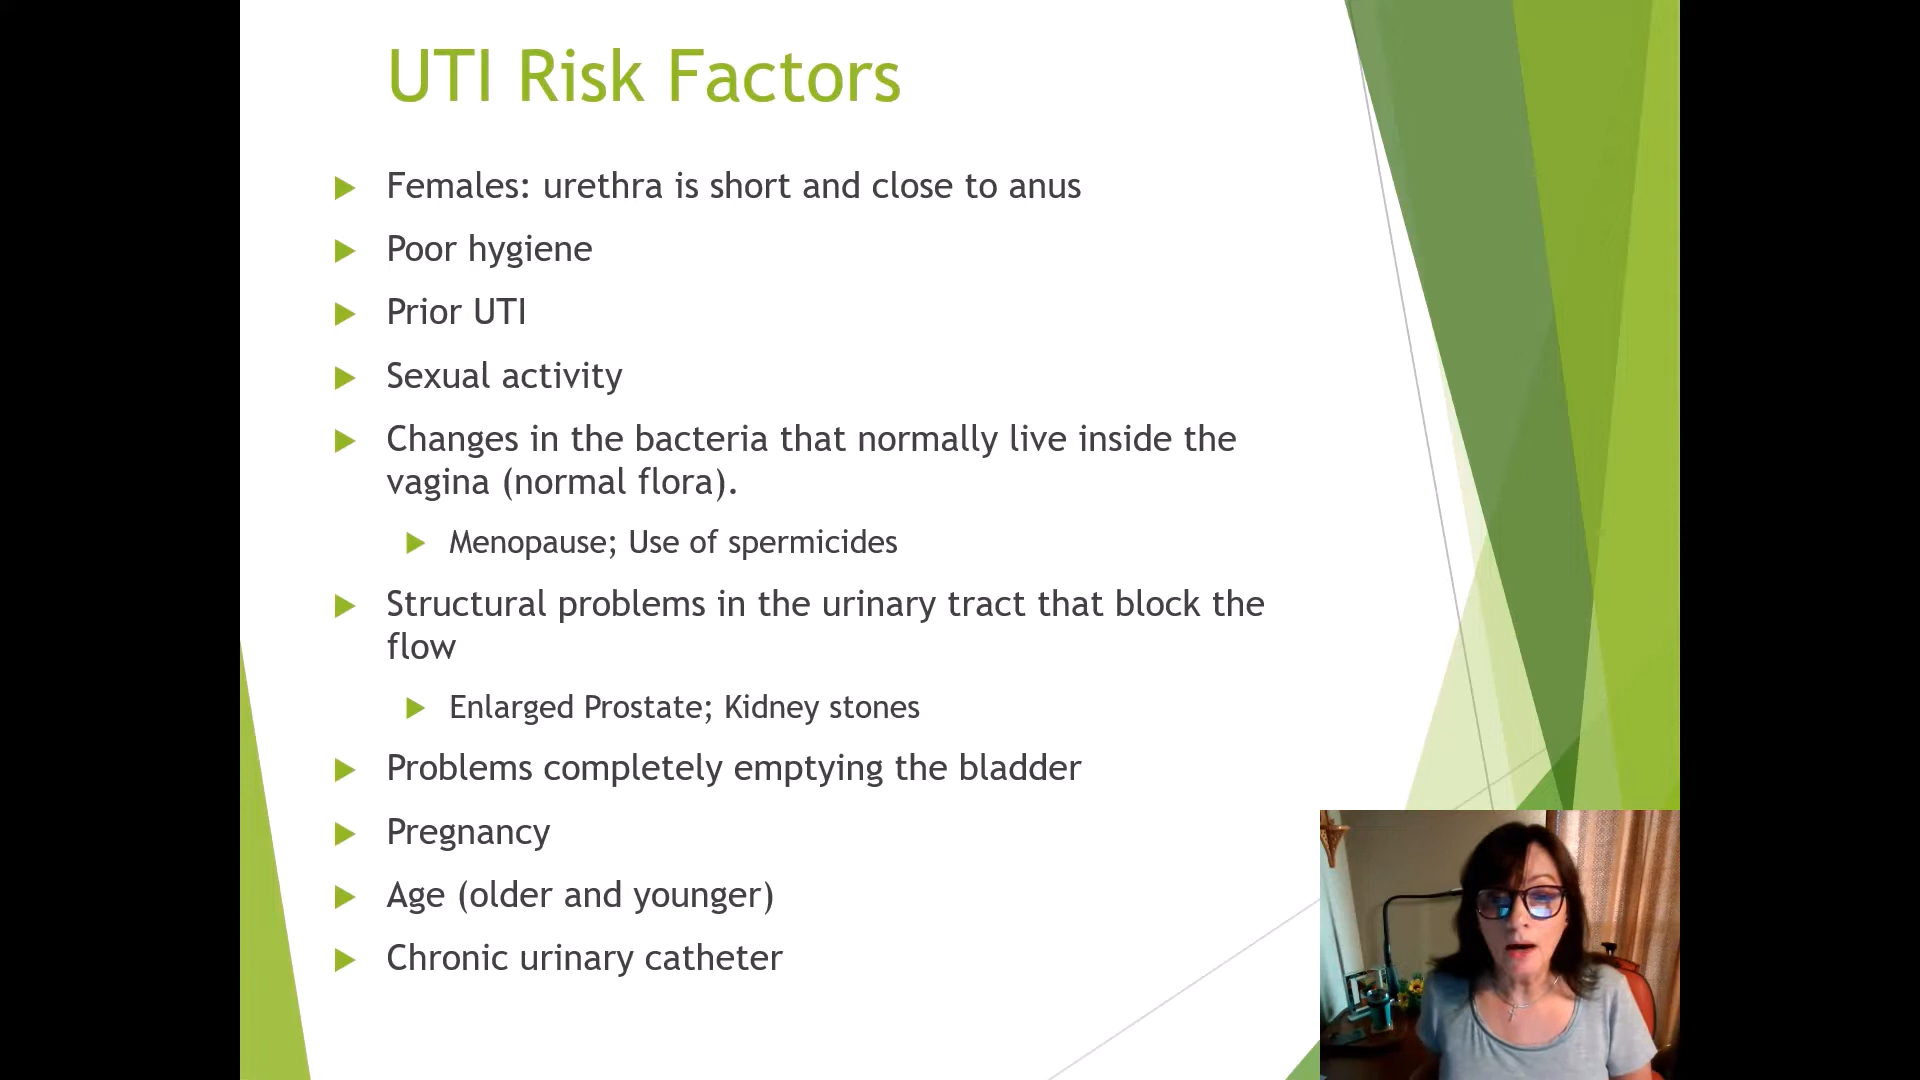 UTI Risk Factors
Females: urethra is short and close to anus
Poor hygiene
Prior UTI
Sexual activity
Changes in the bacteria that normally live inside the
vagina (normal flora).
Menopause; Use of spermicides
Structural problems in the urinary tract that block the
flow
Enlarged Prostate; Kidney stones
Problems completely emptying the bladder
Pregnancy
Age (older and younger)
Chronic urinary catheter